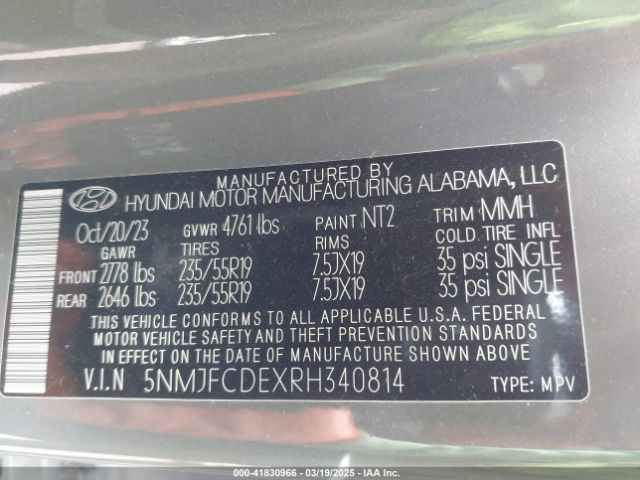 MANUFACTURED BY
HYUNDAI MOTOR MANUFACTURING ALABAMA, LLC
Oct/20/23 GVWR 4761 lbs PAINT NT2 TRIM MMH
GAWR TIRES RIMS COLD TIRE INFL
FRONT 2778 lbs 235/55R19 7.5JX19 35 psi SINGLE
REAR 2646 lbs 235/55R19 7.5JX19 35 psi SINGLE
THIS VEHICLE CONFORMS TO ALL APPLICABLE U.S.A. FEDERAL
MOTOR VEHICLE SAFETY AND THEFT PREVENTION STANDARDS
IN EFFECT ON THE DATE OF MANUFACTURE SHOWN ABOVE.
V.I.N 5NMJFCDEXRH340814 TYPE: MPV
000-41830966 — 03/19/2025 — IAA Inc.